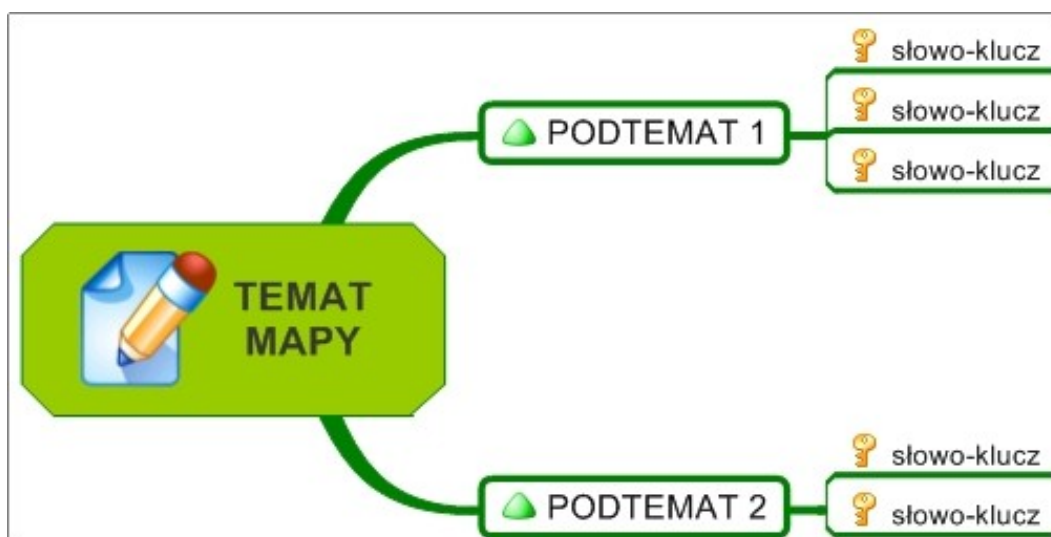 słowo-klucz
słowo-klucz
PODTEMAT 1
słowo-klucz
TEMAT
MAPY
słowo-klucz
PODTEMAT 2
słowo-klucz